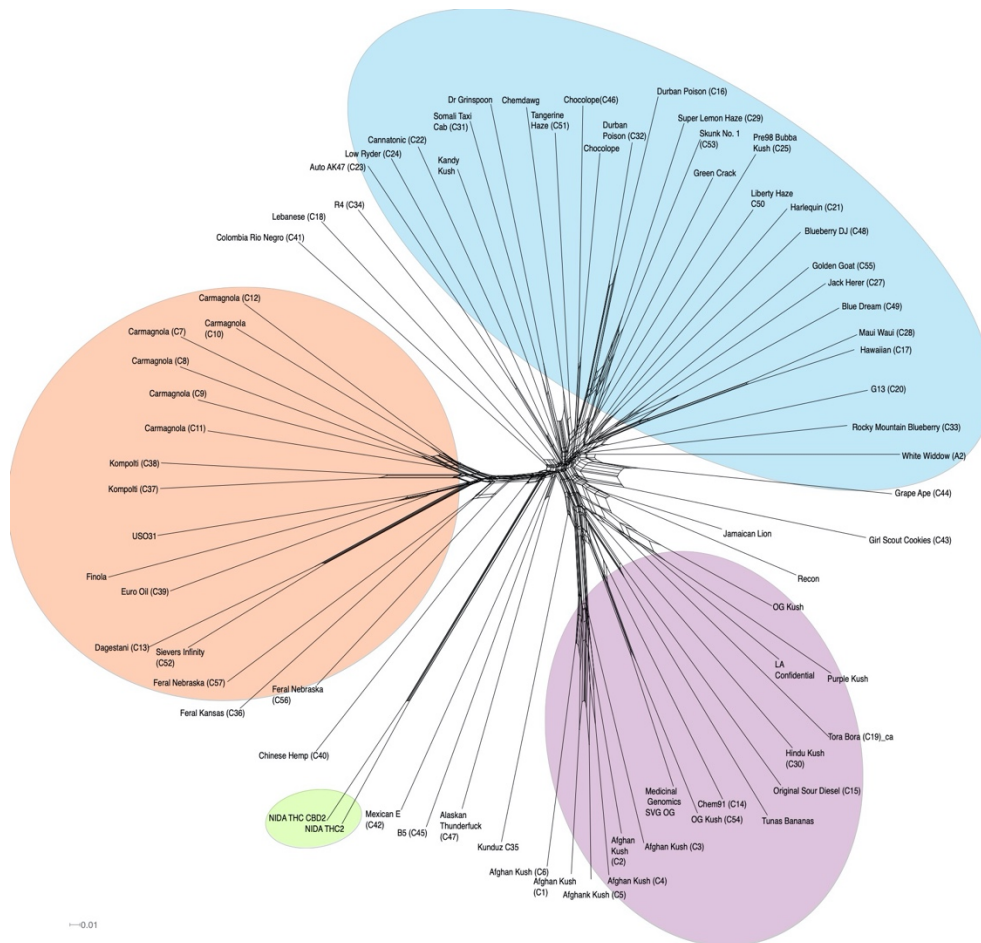 Durban Poison (C16)
Dr Grinspoon
Chemdawg
Chocolope(C46)
Somali Taxi
Cab (C31)
Tangerine
Haze (C51)
Durban
Poison (C32)
Super Lemon Haze (C29)
Skunk No. 1
(C53)
Pre98 Bubba
Kush (C25)
Cannatonic (C22)
Low Ryder (C24)
Auto AK47 (C23)
Kandy
Kush
Chocolope
Green Crack
Liberty Haze
C50
Harlequin (C21)
R4 (C34)
Lebanese (C18)
Colombia Rio Negro (C41)
Blueberry DJ (C48)
Golden Goat (C55)
Jack Herer (C27)
Blue Dream (C49)
Maui Waui (C28)
Hawaiian (C17)
G13 (C20)
Rocky Mountain Blueberry (C33)
White Widdow (A2)
Grape Ape (C44)
Girl Scout Cookies (C43)
Jamaican Lion
Recon
Carmagnola (C12)
Carmagnola
(C10)
Carmagnola (C7)
Carmagnola (C8)
Carmagnola (C9)
Carmagnola (C11)
Kompolti (C38)
Kompolti (C37)
USO31
Finola
Euro Oil (C39)
Dagestani (C13)
Sievers Infinity
(C52)
Feral Nebraska (C57)
Feral Nebraska
(C56)
Feral Kansas (C36)
Chinese Hemp (C40)
NIDA THC CBD2
NIDA THC2
Mexican E
(C42)
B5 (C45)
Alaskan
Thunderfuck
(C47)
Kunduz C35
OG Kush
LA
Confidential
Purple Kush
Tora Bora (C19)_ca
Hindu Kush
(C30)
Original Sour Diesel (C15)
Tunas Bananas
Chem91 (C14)
OG Kush (C54)
Medicinal
Genomics
SVG OG
Afghan Kush (C3)
Afghan
Kush
(C2)
Afghan Kush (C6)
Afghan Kush
(C1)
Afghan Kush (C4)
Afghank Kush (C5)
0.01